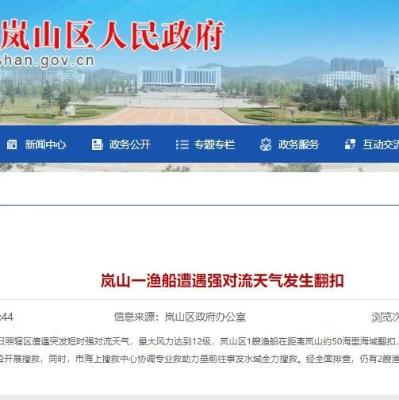 岚山区人民政府
shan.gov.cn
新闻中心 政务公开 专题专栏 政务服务 互动交流
岚山一渔船遭遇强对流天气发生翻扣
:44 信息来源：岚山区政府办公室 浏览次
日照辖区遭遇突发短时强对流天气，最大风力达到12级，岚山区1艘渔船在距离岚山约50海里海域翻扣，
船开展搜救，同时，市海上搜救中心协调专业救助力量前往事发水域全力搜救。经全面排查，仍有2艘渔